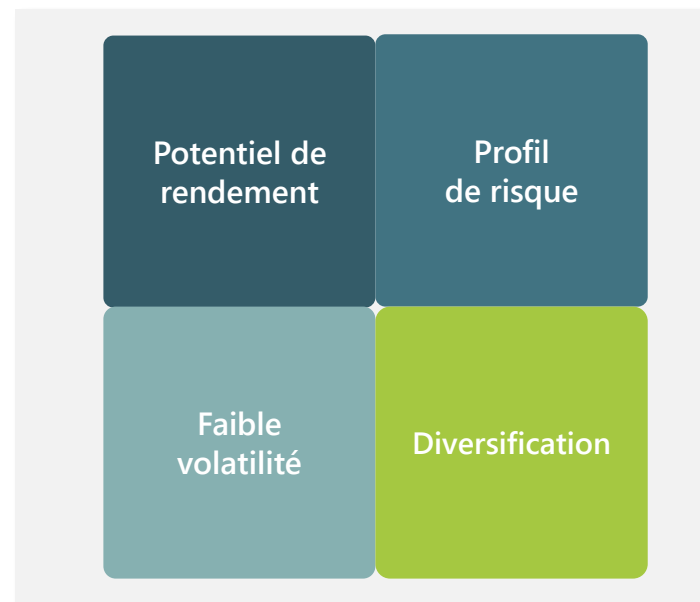 Potentiel de
rendement
Profil
de risque
Faible
volatilité
Diversification